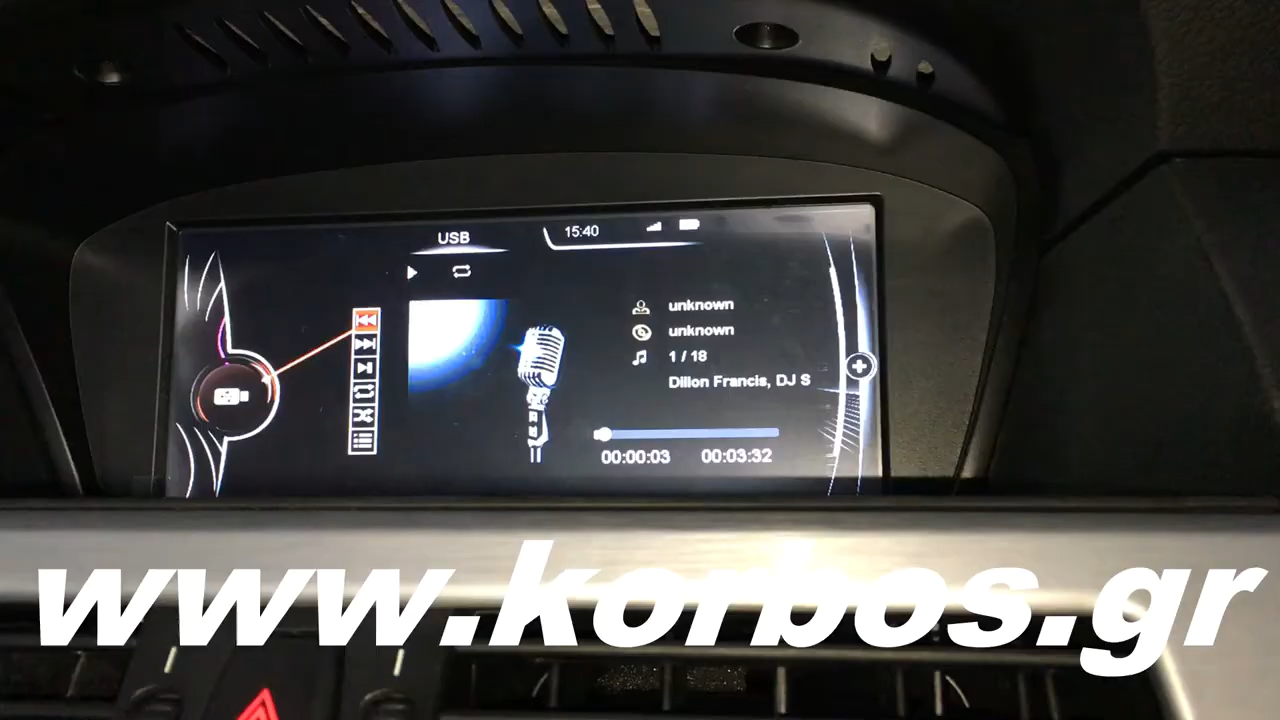 USB
15:40
unknown
unknown
1 / 18
Dillon Francis, DJ S
00:00:03 00:03:32
www.korbos.gr